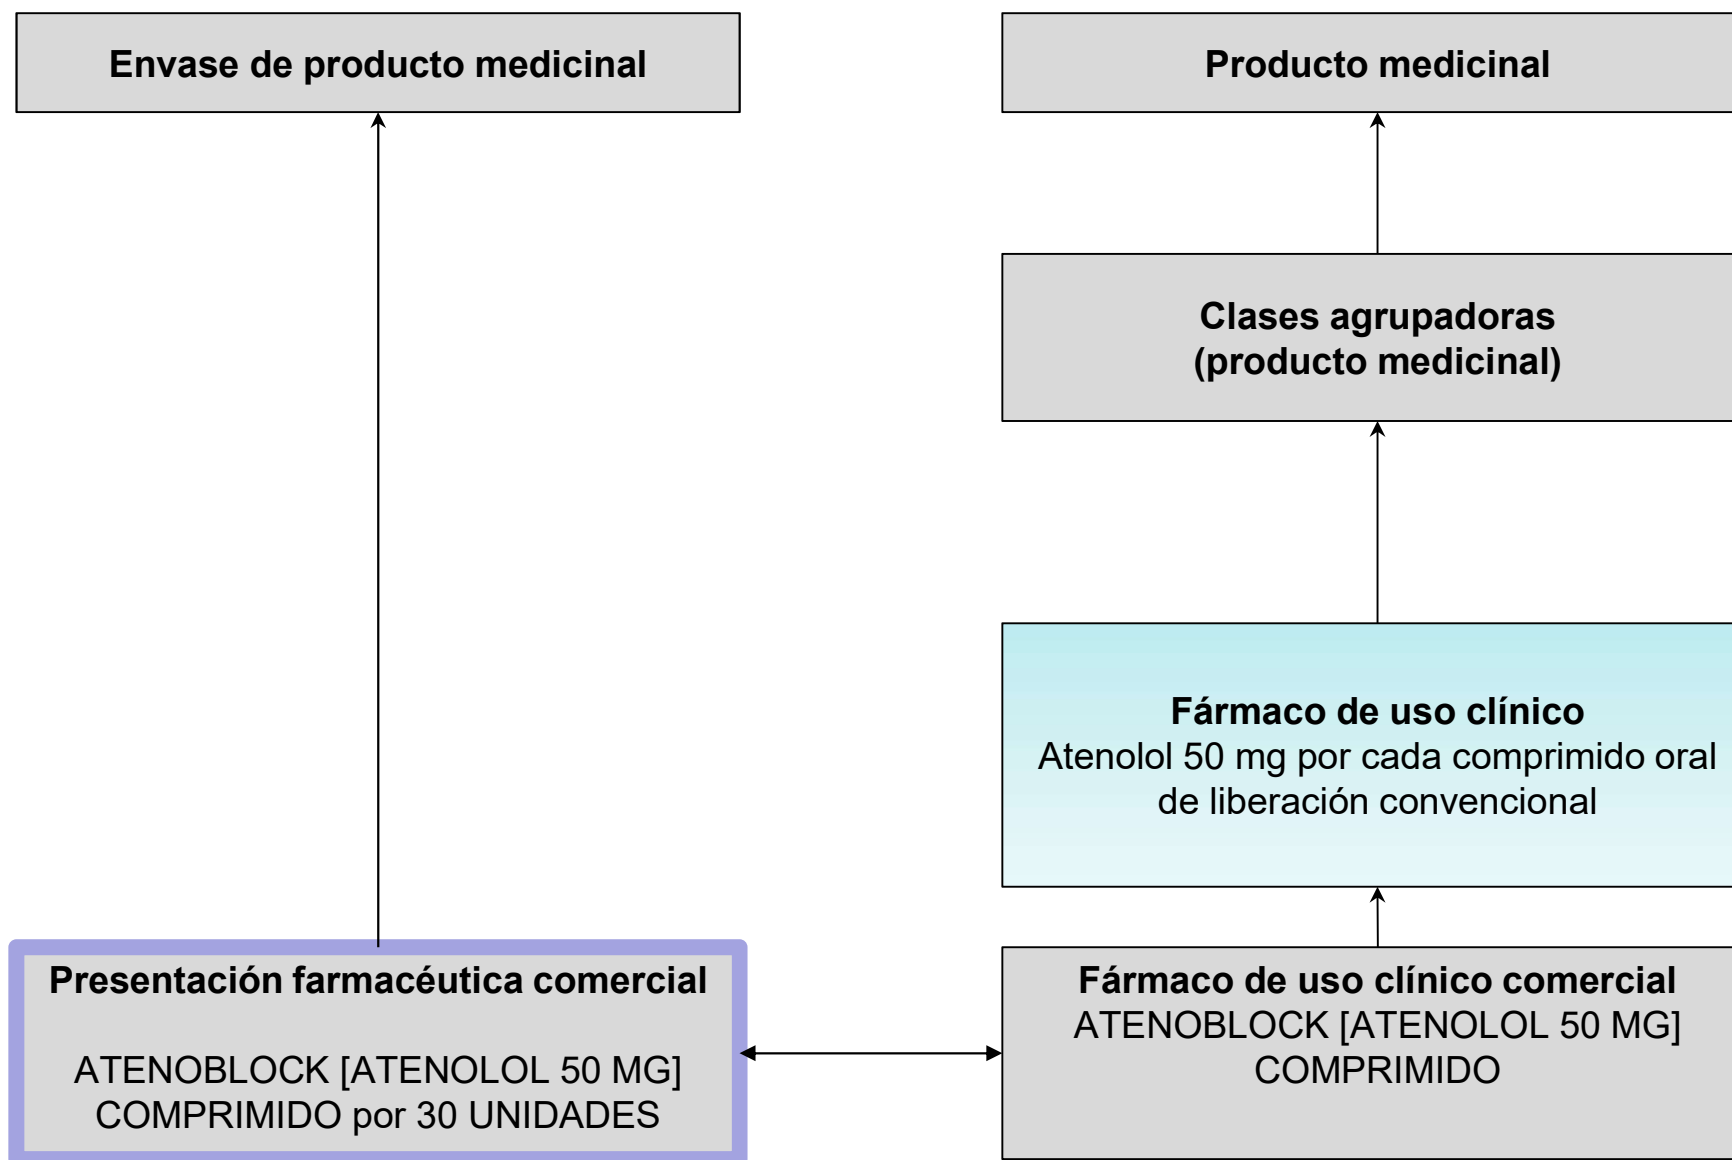 Envase de producto medicinal
Producto medicinal
Clases agrupadoras
(producto medicinal)
Fármaco de uso clínico
Atenolol 50 mg por cada comprimido oral
de liberación convencional
Presentación farmacéutica comercial
ATENOBLOCK [ATENOLOL 50 MG]
COMPRIMIDO por 30 UNIDADES
Fármaco de uso clínico comercial
ATENOBLOCK [ATENOLOL 50 MG]
COMPRIMIDO